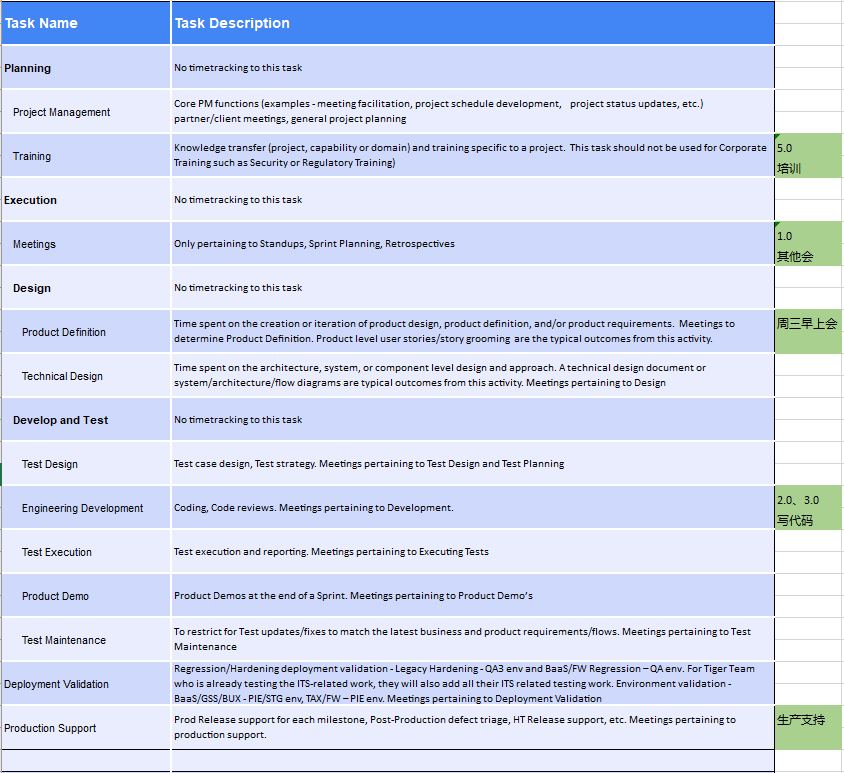 Task Name Task Description
Planning No timetracking to this task
Project Management Core PM functions (examples - meeting facilitation, project schedule development, project status updates, etc.)
partner/client meetings, general project planning
Training Knowledge transfer (project, capability or domain) and training specific to a project. This task should not be used for Corporate
Training such as Security or Regulatory Training)
5.0
培训
Execution No timetracking to this task
Meetings Only pertaining to Standups, Sprint Planning, Retrospectives
1.0
其他会
Design No timetracking to this task
Product Definition Time spent on the creation or iteration of product design, product definition, and/or product requirements. Meetings to
determine Product Definition. Product level user stories/story grooming are the typical outcomes from this activity.
周三早上会
Technical Design Time spent on the architecture, system, or component level design and approach. A technical design document or
system/architecture/flow diagrams are typical outcomes from this activity. Meetings pertaining to Design
Develop and Test No timetracking to this task
Test Design Test case design, Test strategy. Meetings pertaining to Test Design and Test Planning
Engineering Development Coding, Code reviews. Meetings pertaining to Development.
2.0、3.0
写代码
Test Execution Test execution and reporting. Meetings pertaining to Executing Tests
Product Demo Product Demos at the end of a Sprint. Meetings pertaining to Product Demo's
Test Maintenance To restrict for Test updates/fixes to match the latest business and product requirements/flows. Meetings pertaining to Test
Maintenance
Deployment Validation Regression/Hardening deployment validation - Legacy Hardening - QA3 env and BaaS/FW Regression – QA env. For Tiger Team
who is already testing the ITS-related work, they will also add all their ITS related testing work. Environment validation -
BaaS/GSS/BUX - PIE/STG env, TAX/FW – PIE env. Meetings pertaining to Deployment Validation
Production Support Prod Release support for each milestone, Post-Production defect triage, HT Release support, etc. Meetings pertaining to
production support.
生产支持